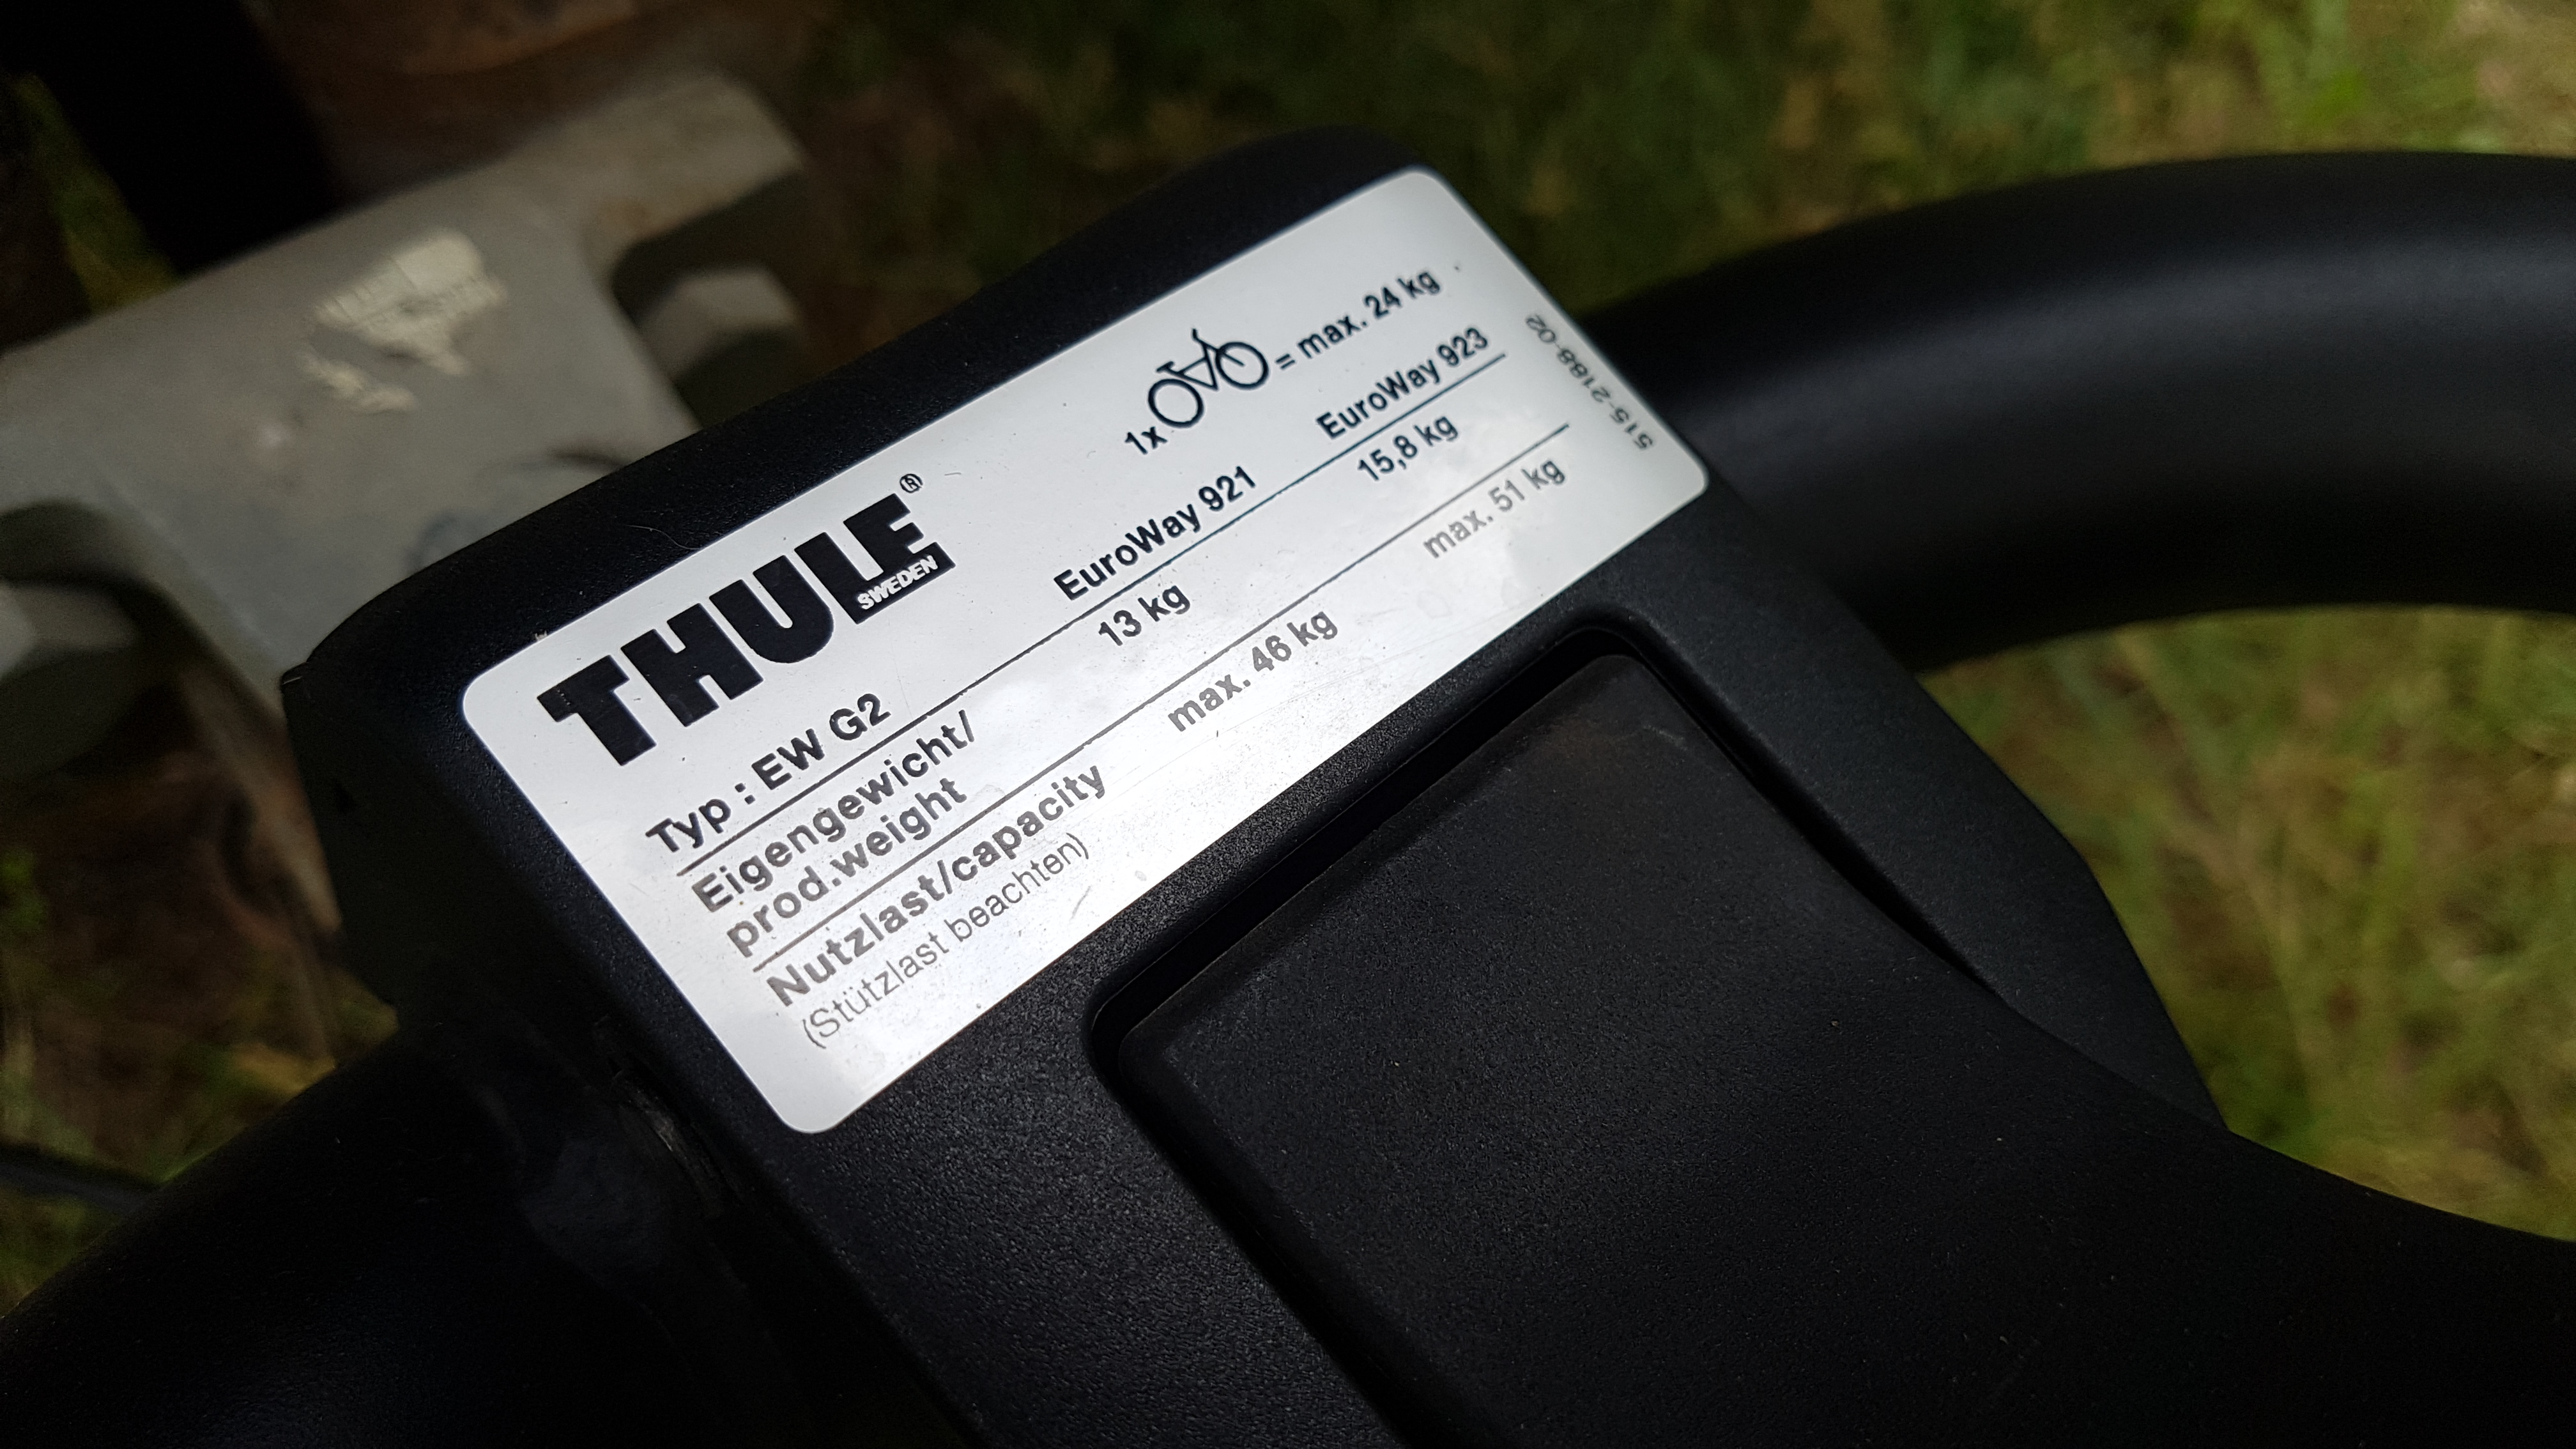 THULE®
SWEDEN
1x = max. 24 kg
Typ : EW G2 EuroWay 921 EuroWay 923
Eigengewicht/
prod.weight 13 kg 15,8 kg
Nutzlast/capacity max. 46 kg max. 51 kg
(Stützlast beachten)
515-2188-02